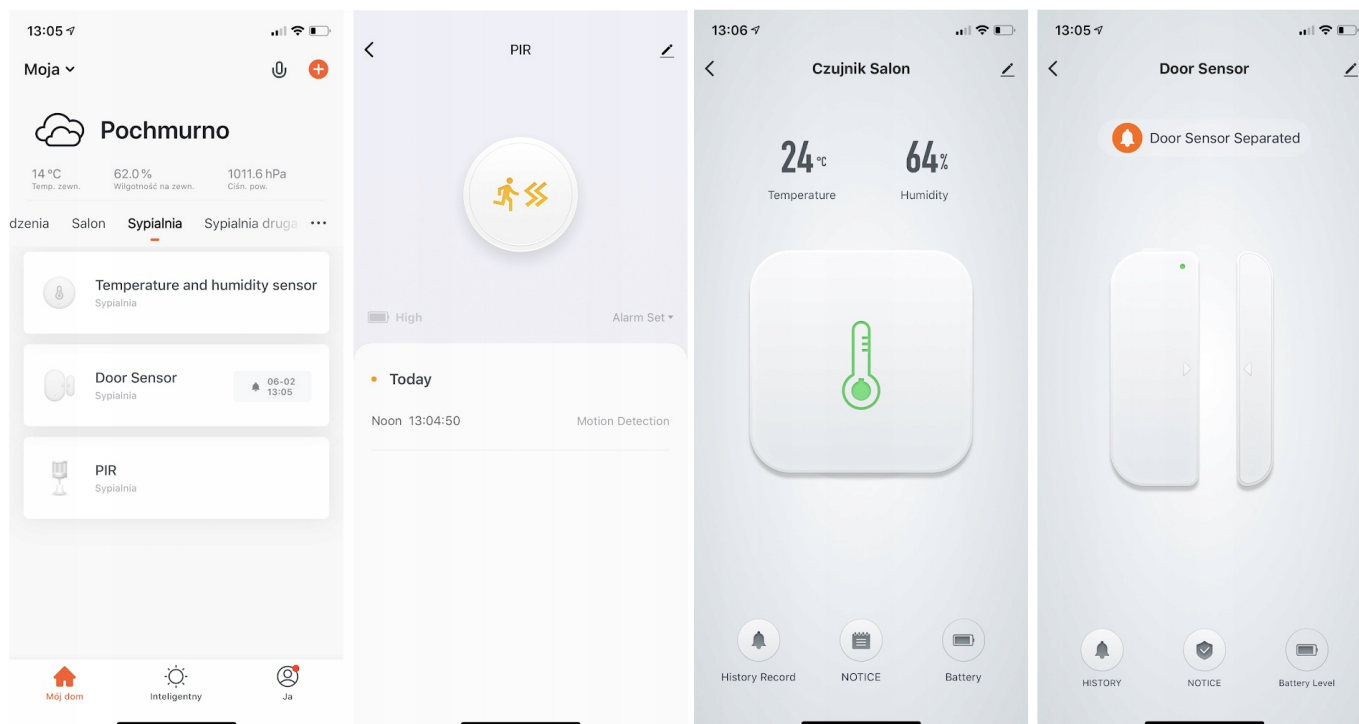 13:05
Moja
Pochmurno
14 °C
Temp. zewn.
62.0 %
Wilgotność na zewn.
1011.6 hPa
Ciśn. pow.
dzenia Salon Sypialnia Sypialnia druga
Temperature and humidity sensor
Sypialnia
Door Sensor
Sypialnia
06-02
13:05
PIR
Sypialnia
Mój dom
Inteligentny
Ja
PIR
High
Alarm Set
Today
Noon 13:04:50
Motion Detection
13:06
Czujnik Salon
24 °C
Temperature
64 %
Humidity
History Record
NOTICE
Battery
13:05
Door Sensor
Door Sensor Separated
HISTORY
NOTICE
Battery Level